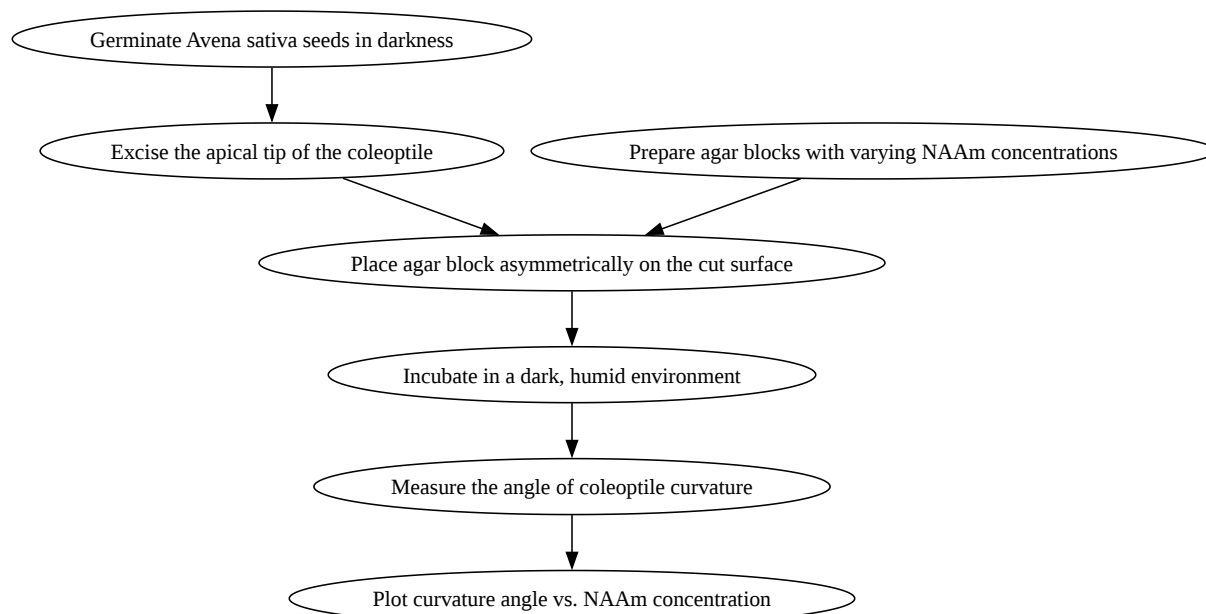 Germinate Avena sativa seeds in darkness
Excise the apical tip of the coleoptile
Prepare agar blocks with varying NAAm concentrations
Place agar block asymmetrically on the cut surface
Incubate in a dark, humid environment
Measure the angle of coleoptile curvature
Plot curvature angle vs. NAAm concentration